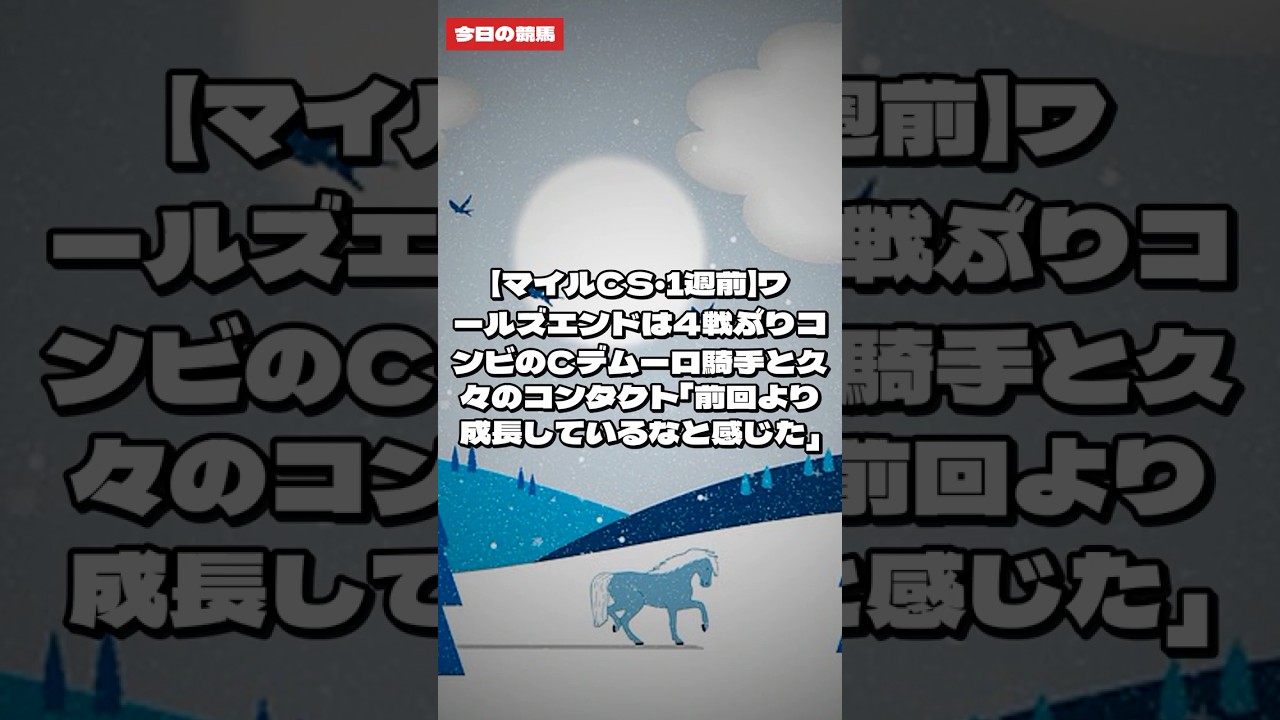 今日の競馬
【マイルCS・1週前】ワ
ールズエンドは4戦ぶりコ
ンビのCデムーロ騎手と久
々のコンタクト「前回より
成長しているなと感じた」